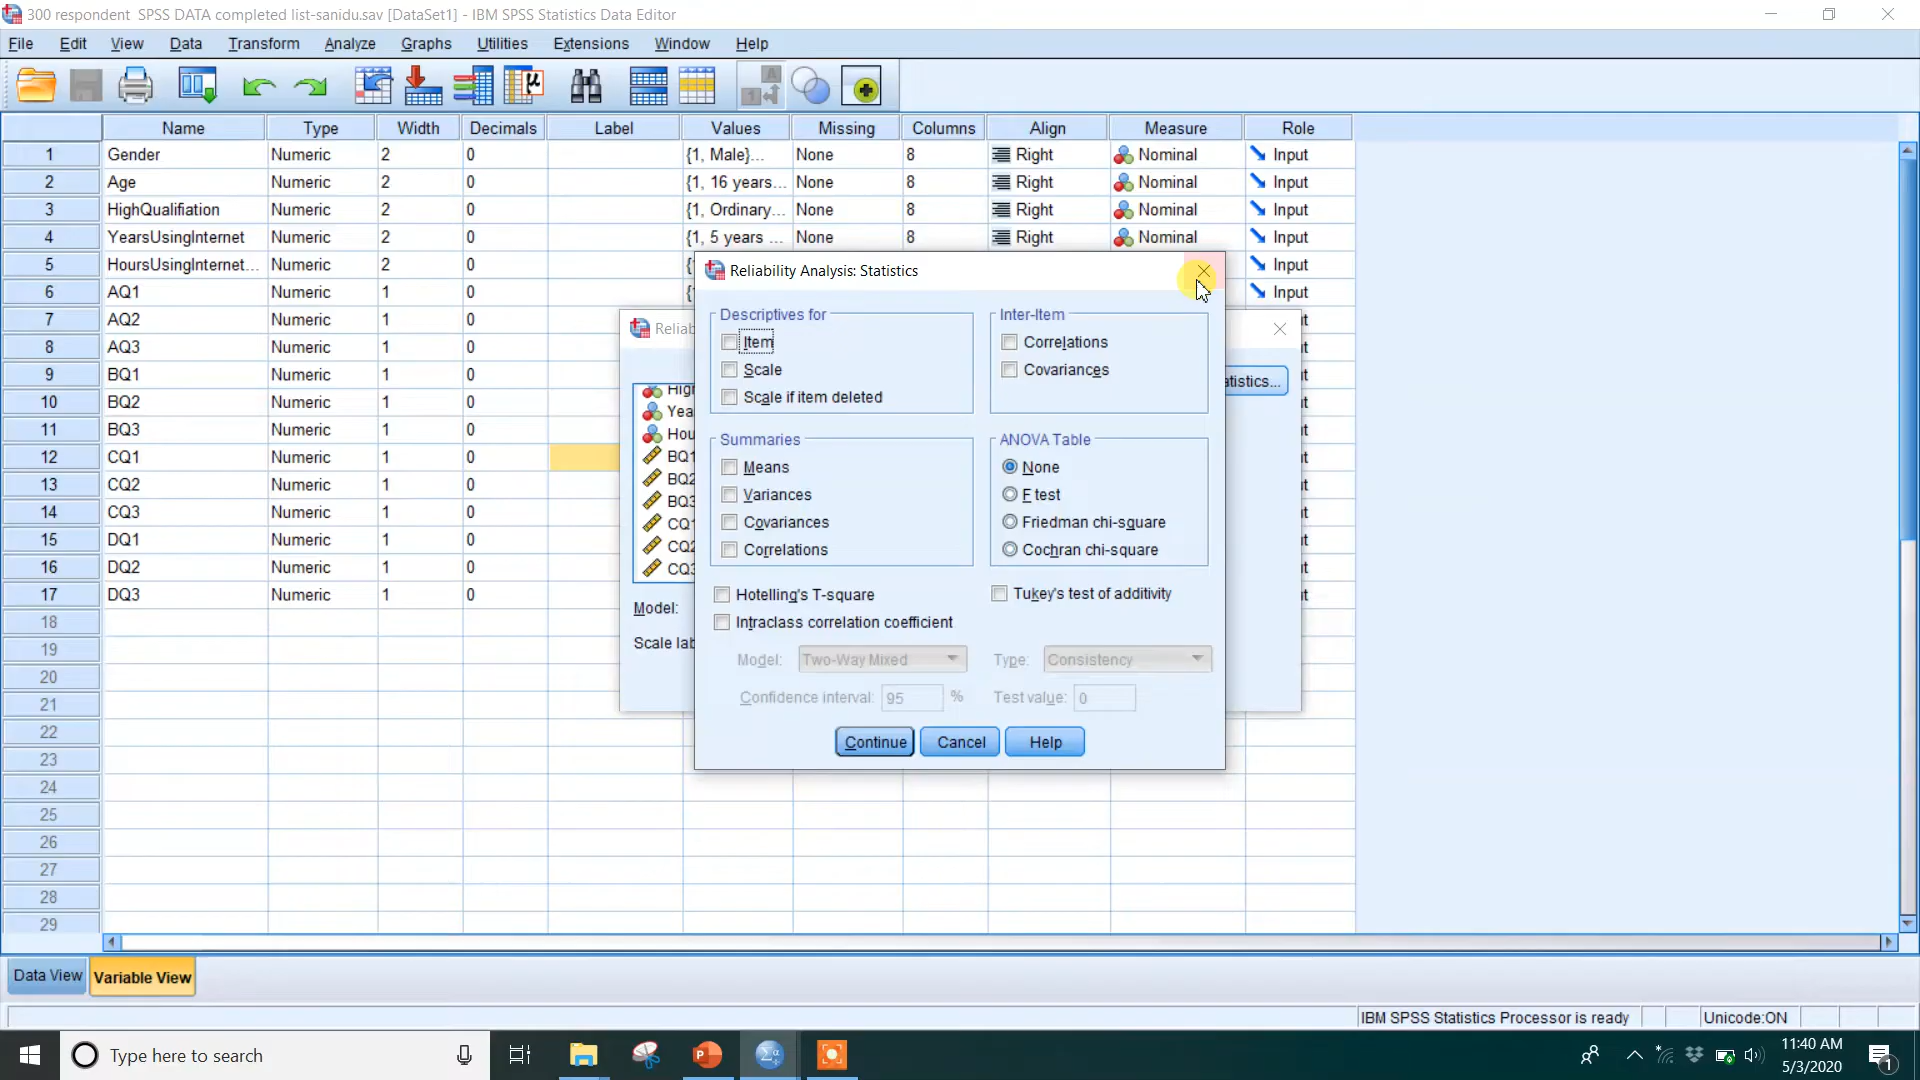 300 respondent SPSS DATA completed list-sanidu.sav [DataSet1] - IBM SPSS Statistics Data Editor
File Edit View Data Transform Analyze Graphs Utilities Extensions Window Help
Name Type Width Decimals Label Values Missing Columns Align Measure Role
1 Gender Numeric 2 0 {1, Male}... None 8 Right Nominal Input
2 Age Numeric 2 0 {1, 16 years... None 8 Right Nominal Input
3 HighQualifiation Numeric 2 0 {1, Ordinary... None 8 Right Nominal Input
4 YearsUsingInternet Numeric 2 0 {1, 5 years ... None 8 Right Nominal Input
5 HoursUsingInternet... Numeric 2 0 Input
6 AQ1 Numeric 1 0 Input
7 AQ2 Numeric 1 0
8 AQ3 Numeric 1 0
9 BQ1 Numeric 1 0
10 BQ2 Numeric 1 0
11 BQ3 Numeric 1 0
12 CQ1 Numeric 1 0
13 CQ2 Numeric 1 0
14 CQ3 Numeric 1 0
15 DQ1 Numeric 1 0
16 DQ2 Numeric 1 0
17 DQ3 Numeric 1 0
18
19
20
21
22
23
24
25
26
27
28
29
Model:
Reliability Analysis: Statistics
Descriptives for
Item
Scale
Scale if item deleted
Inter-Item
Correlations
Covariances
Summaries
Means
Variances
Covariances
Correlations
ANOVA Table
None
F test
Friedman chi-square
Cochran chi-square
Hotelling's T-square
Tukey's test of additivity
Intraclass correlation coefficient
Model: Two-Way Mixed Type: Consistency
Confidence interval: 95 % Test value: 0
Continue Cancel Help
Data View Variable View
IBM SPSS Statistics Processor is ready Unicode:ON
Type here to search
11:40 AM
5/3/2020
1